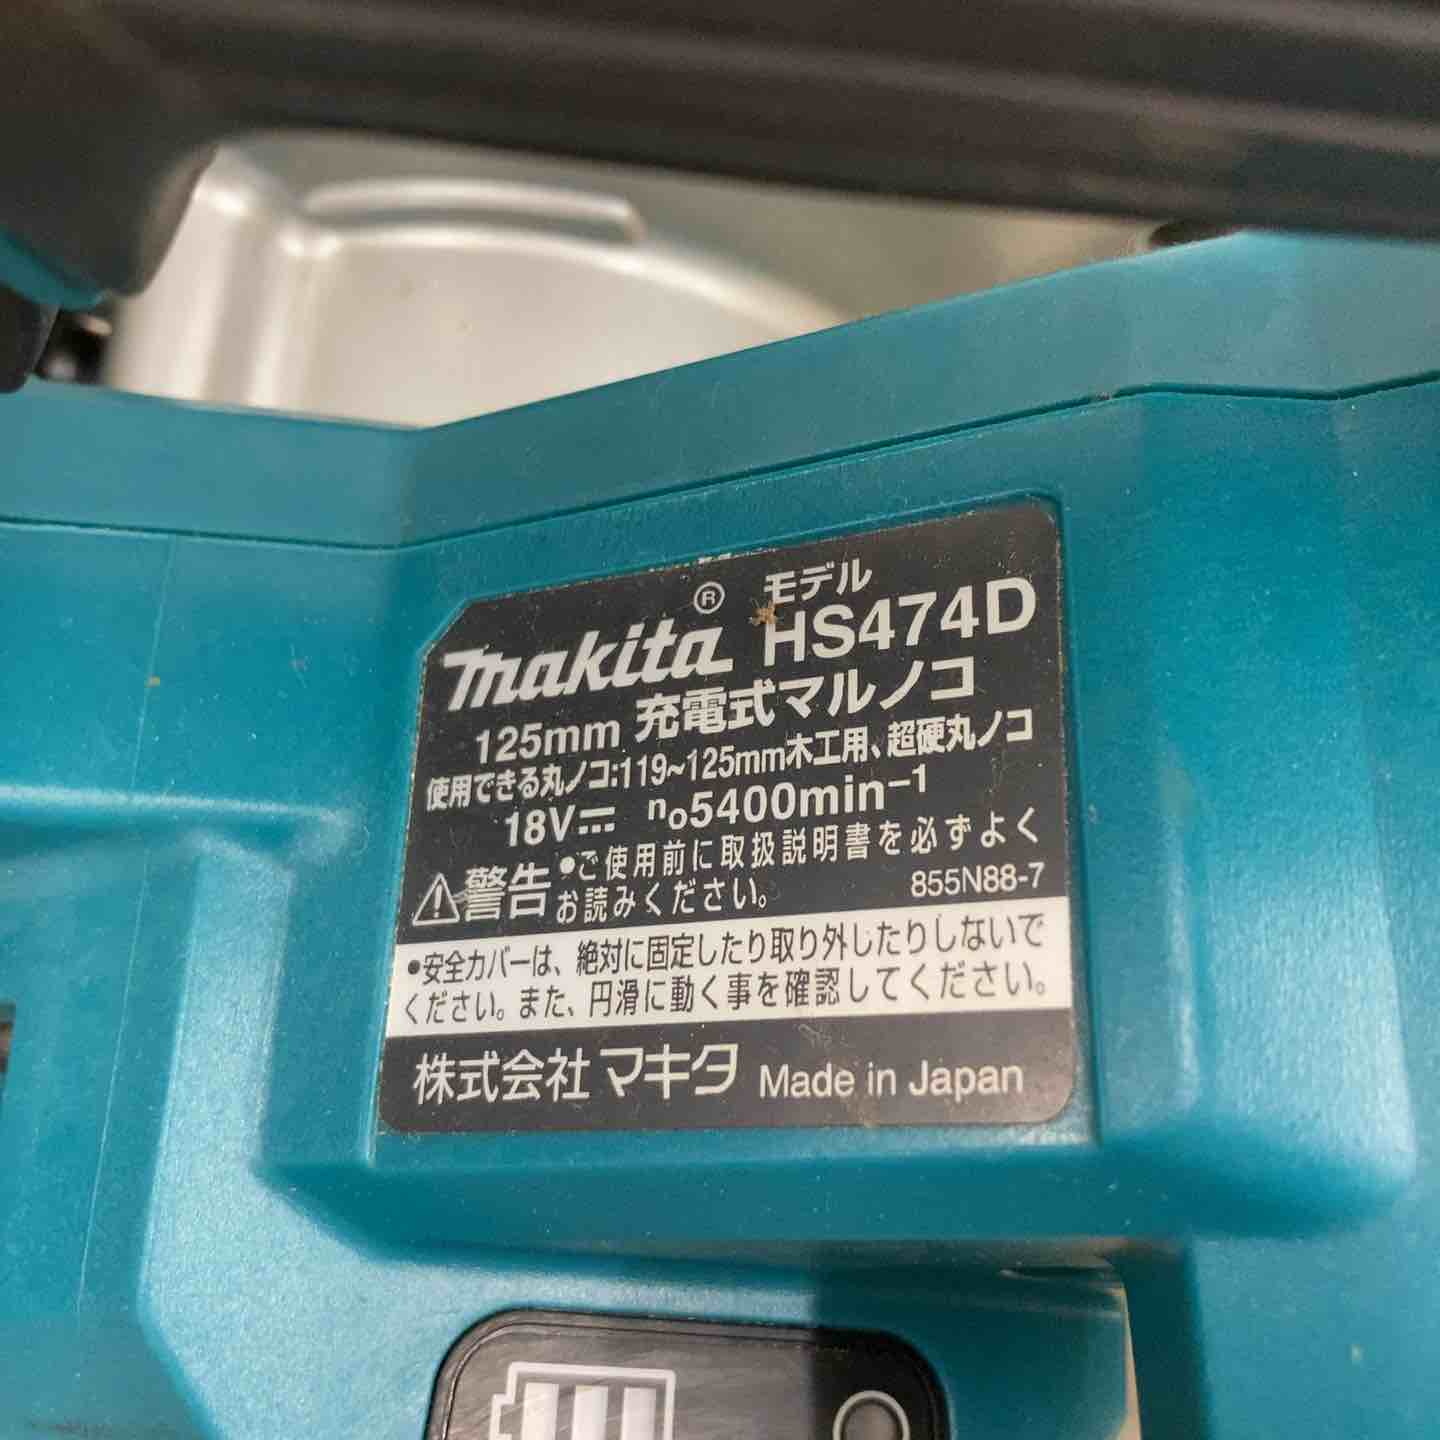 makita® モデル HS474D
125mm 充電式マルノコ
使用できる丸ノコ:119~125mm木工用、超硬丸ノコ
18V⎓ no5400min⁻¹
⚠警告 •ご使用前に取扱説明書を必ずよく
お読みください。 855N88-7
•安全カバーは、絶対に固定したり取り外したりしないで
ください。また、円滑に動く事を確認してください。
株式会社マキタ Made in Japan